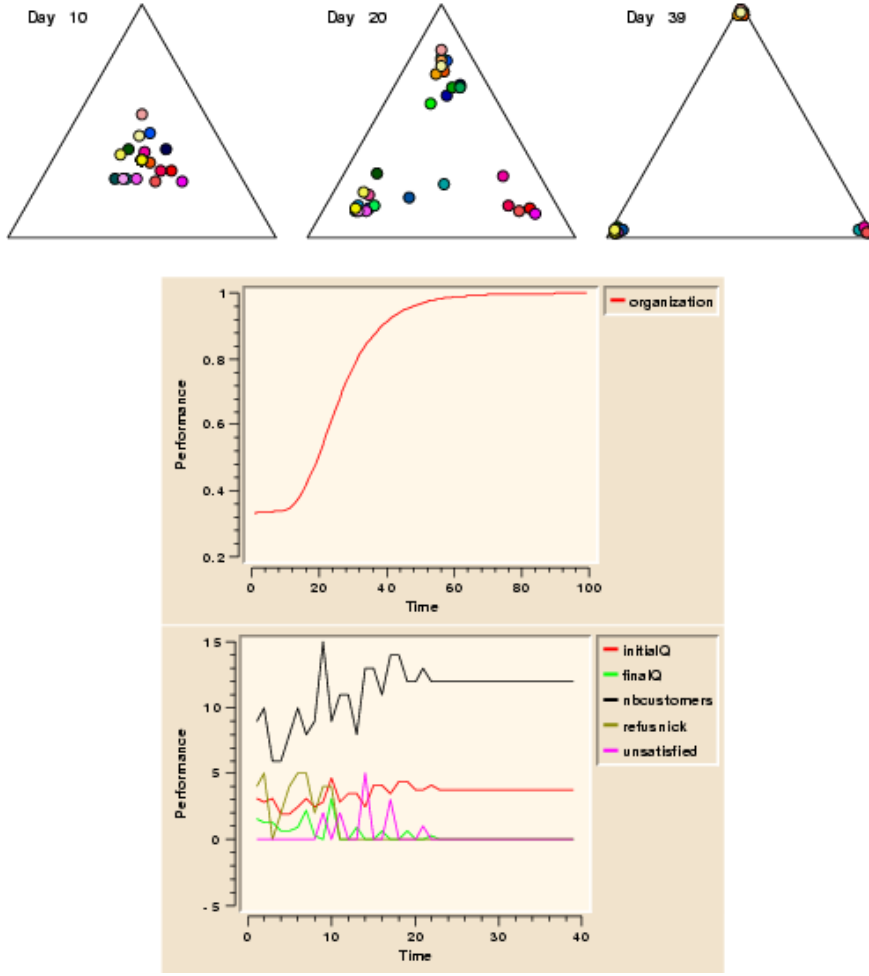 Day 10
Day 20
Day 39
1
0.8
0.6
0.4
0.2
Performance
0 20 40 60 80 100
Time
organization
15
10
5
0
-5
Performance
0 10 20 30 40
Time
initialQ
finalQ
nbcustomers
refusnick
unsatisfied